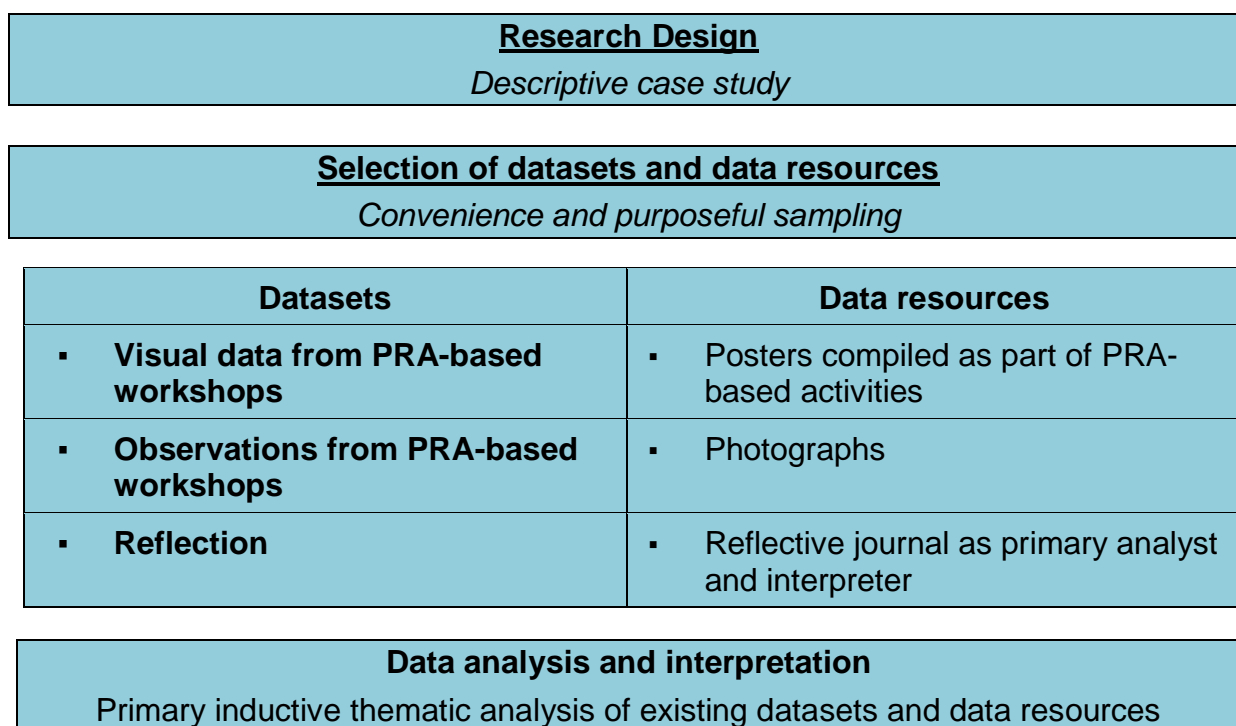 Research Design
Descriptive case study
Selection of datasets and data resources
Convenience and purposeful sampling
Datasets
Data resources
▪ Visual data from PRA-based
workshops
▪ Posters compiled as part of PRA-
based activities
▪ Observations from PRA-based
workshops
▪ Photographs
▪ Reflection
▪ Reflective journal as primary analyst
and interpreter
Data analysis and interpretation
Primary inductive thematic analysis of existing datasets and data resources